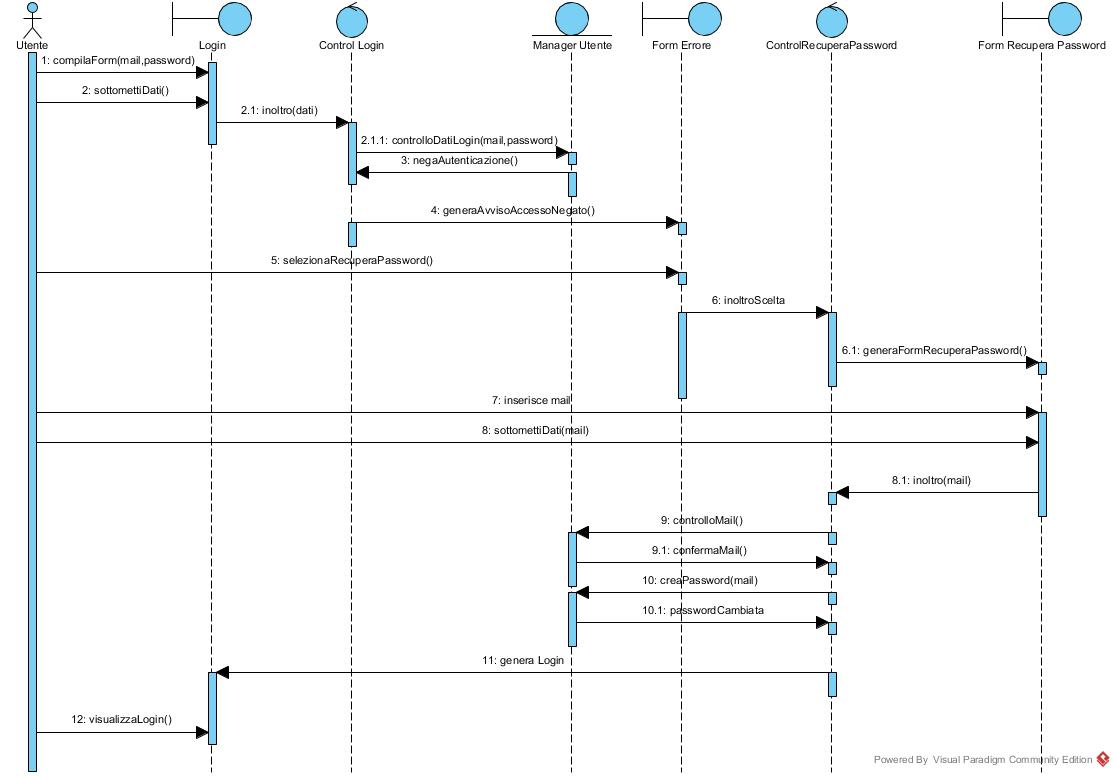 Utente
Login
Control Login
Manager Utente
Form Errore
ControlRecuperaPassword
Form Recupera Password
1: compilaForm(mail,password)
2: sottomettiDati()
2.1: inoltro(dati)
2.1.1: controlloDatiLogin(mail,password)
3: negaAutenticazione()
4: generaAvvisoAccessoNegato()
5: selezionaRecuperaPassword()
6: inoltroScelta
6.1: generaFormRecuperaPassword()
7: inserisce mail
8: sottomettiDati(mail)
8.1: inoltro(mail)
9: controlloMail()
9.1: confermaMail()
10: creaPassword(mail)
10.1: passwordCambiata
11: genera Login
12: visualizzaLogin()
Powered By Visual Paradigm Community Edition